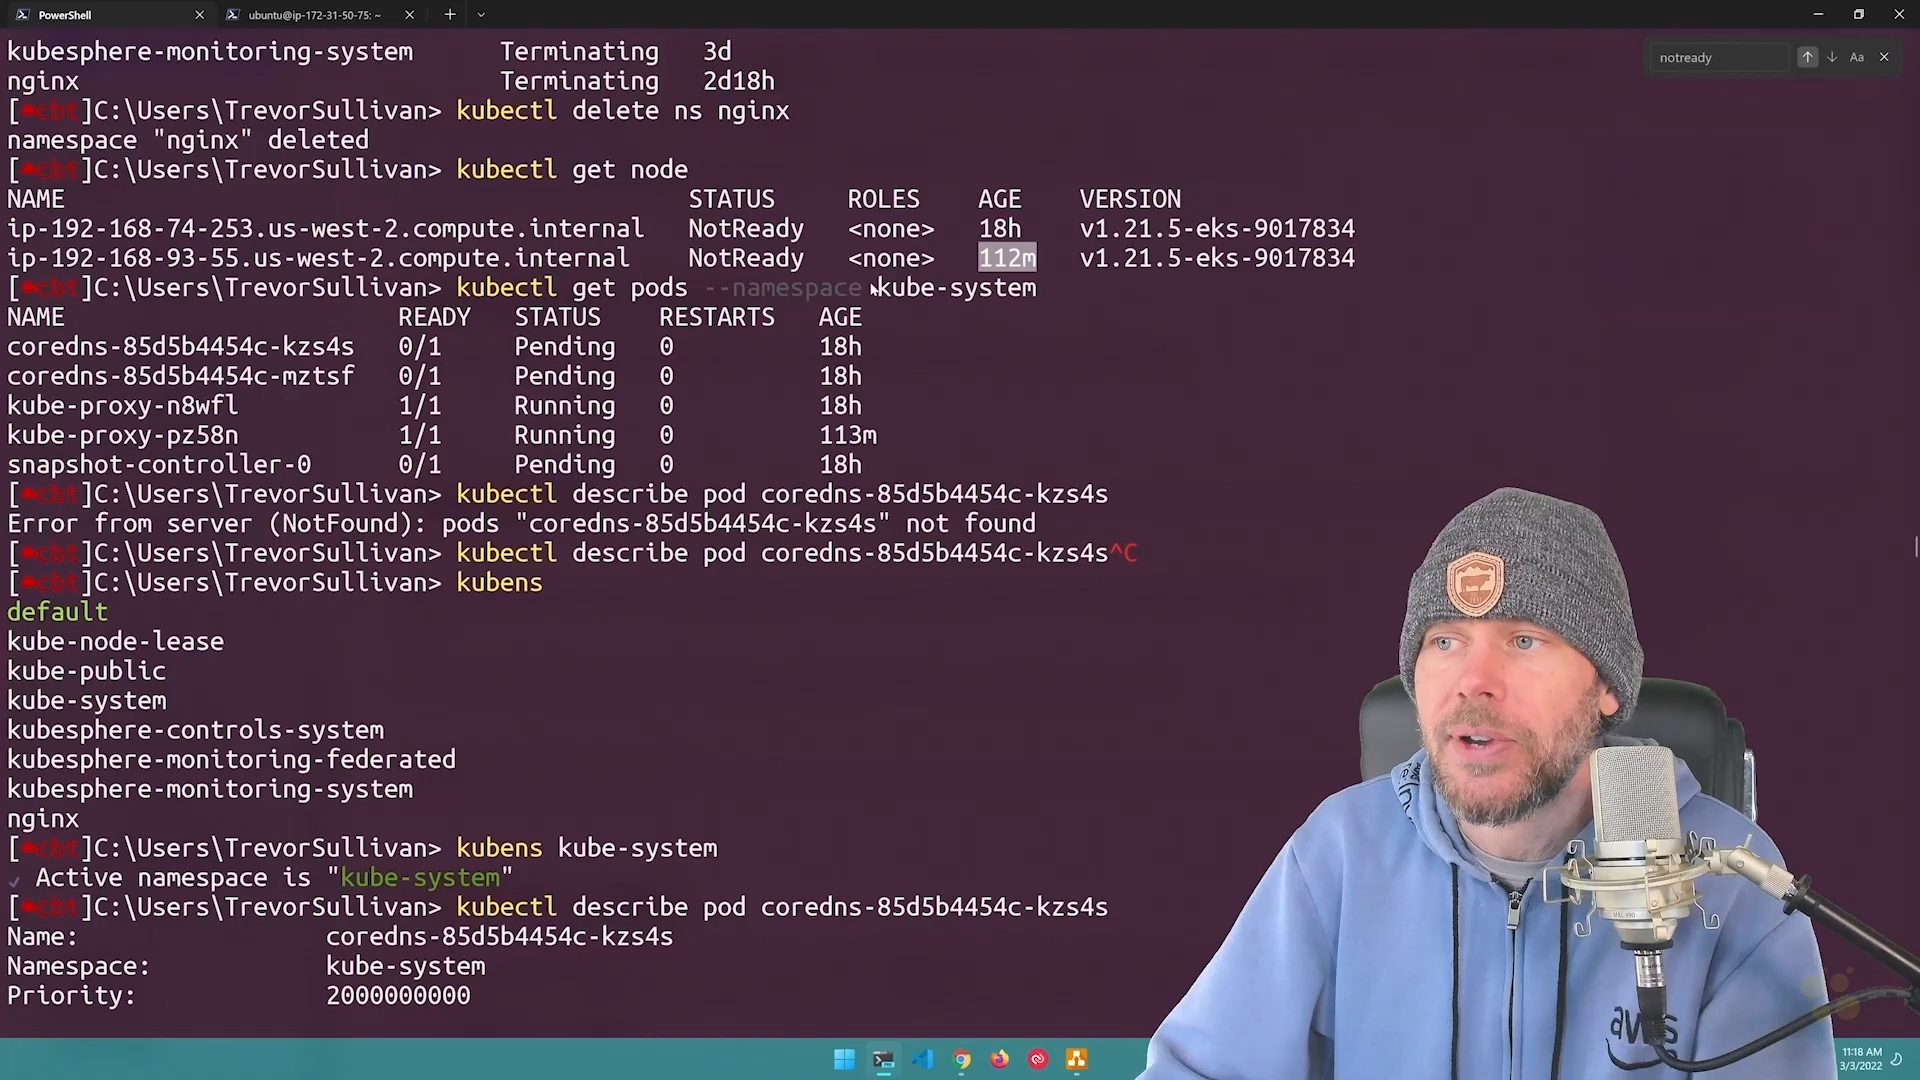 PowerShell
ubuntu@ip-172-31-50-75: ~
notready
Aa
kubesphere-monitoring-system Terminating 3d
nginx Terminating 2d18h
[cbt]C:\Users\TrevorSullivan> kubectl delete ns nginx
namespace "nginx" deleted
[cbt]C:\Users\TrevorSullivan> kubectl get node
NAME STATUS ROLES AGE VERSION
ip-192-168-74-253.us-west-2.compute.internal NotReady <none> 18h v1.21.5-eks-9017834
ip-192-168-93-55.us-west-2.compute.internal NotReady <none> 112m v1.21.5-eks-9017834
[cbt]C:\Users\TrevorSullivan> kubectl get pods --namespace kube-system
NAME READY STATUS RESTARTS AGE
coredns-85d5b4454c-kzs4s 0/1 Pending 0 18h
coredns-85d5b4454c-mztsf 0/1 Pending 0 18h
kube-proxy-n8wfl 1/1 Running 0 18h
kube-proxy-pz58n 1/1 Running 0 113m
snapshot-controller-0 0/1 Pending 0 18h
[cbt]C:\Users\TrevorSullivan> kubectl describe pod coredns-85d5b4454c-kzs4s
Error from server (NotFound): pods "coredns-85d5b4454c-kzs4s" not found
[cbt]C:\Users\TrevorSullivan> kubectl describe pod coredns-85d5b4454c-kzs4s^C
[cbt]C:\Users\TrevorSullivan> kubens
default
kube-node-lease
kube-public
kube-system
kubesphere-controls-system
kubesphere-monitoring-federated
kubesphere-monitoring-system
nginx
[cbt]C:\Users\TrevorSullivan> kubens kube-system
✓ Active namespace is "kube-system"
[cbt]C:\Users\TrevorSullivan> kubectl describe pod coredns-85d5b4454c-kzs4s
Name: coredns-85d5b4454c-kzs4s
Namespace: kube-system
Priority: 2000000000
aws
11:18 AM
3/3/2022